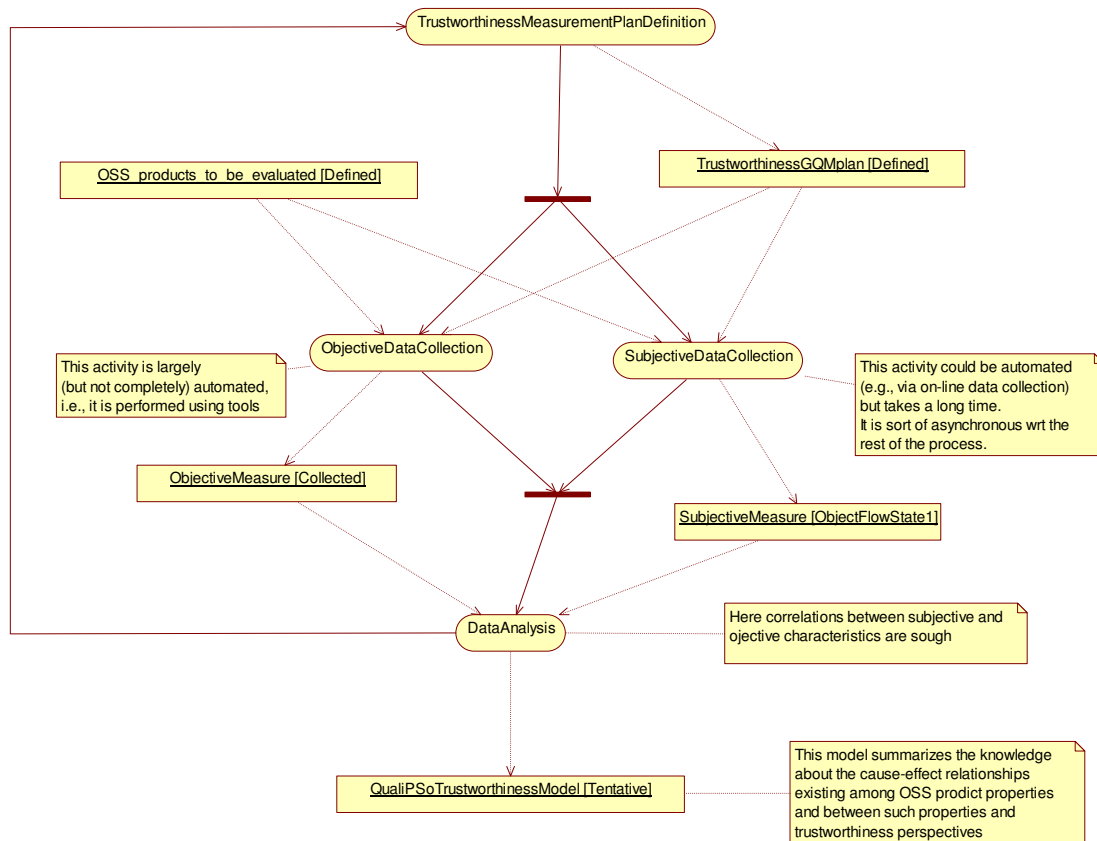 TrustworthinessMeasurementPlanDefinition
OSS_products_to_be_evaluated [Defined]
TrustworthinessGQMplan [Defined]
ObjectiveDataCollection
SubjectiveDataCollection
This activity is largely
(but not completely) automated,
i.e., it is performed using tools
This activity could be automated
(e.g., via on-line data collection)
but takes a long time.
It is sort of asynchronous wrt the
rest of the process.
ObjectiveMeasure [Collected]
SubjectiveMeasure [ObjectFlowState1]
DataAnalysis
Here correlations between subjective and
ojective characteristics are sough
QualiPSoTrustworthinessModel [Tentative]
This model summarizes the knowledge
about the cause-effect relationships
existing among OSS prodict properties
and between such properties and
trustworthiness perspectives